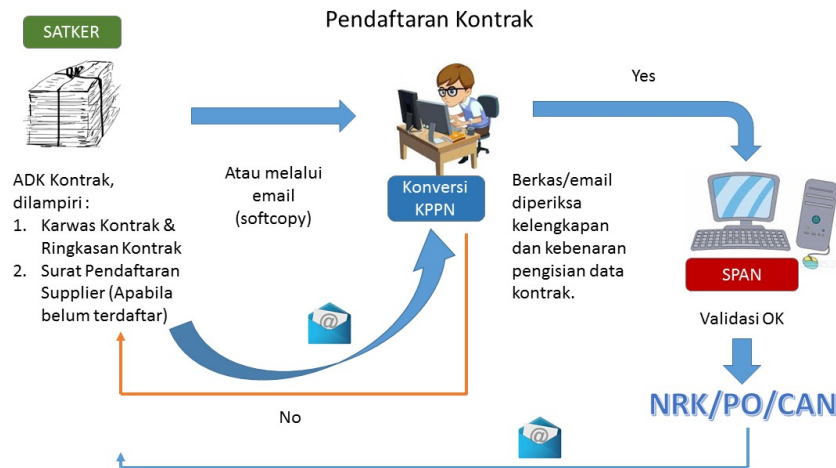 Pendaftaran Kontrak
SATKER
Yes
ADK Kontrak,
dilampiri :
1. Karwas Kontrak &
Ringkasan Kontrak
2. Surat Pendaftaran
Supplier (Apabila
belum terdaftar)
Atau melalui
email
(softcopy)
Konversi
KPPN
Berkas/email
diperiksa
kelengkapan
dan kebenaran
pengisian data
kontrak.
SPAN
Validasi OK
NRK/PO/CAN
No